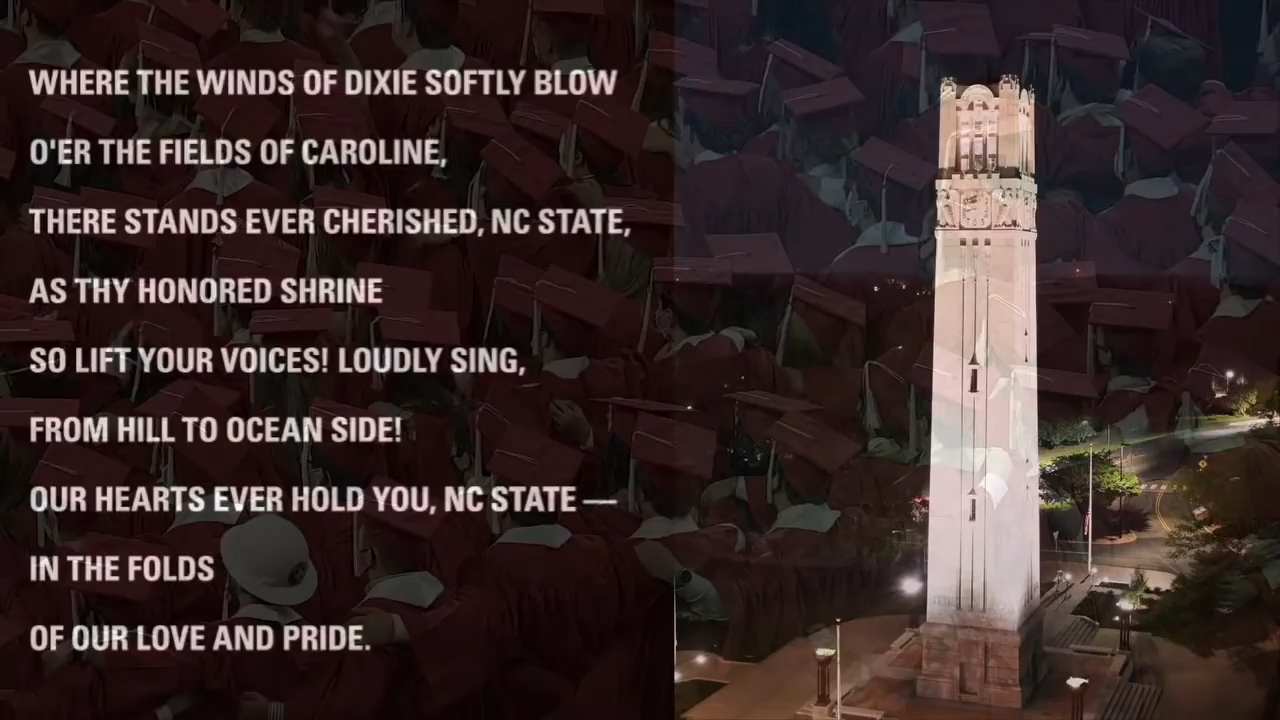 WHERE THE WINDS OF DIXIE SOFTLY BLOW
O'ER THE FIELDS OF CAROLINE,
THERE STANDS EVER CHERISHED, NC STATE,
AS THY HONORED SHRINE
SO LIFT YOUR VOICES! LOUDLY SING,
FROM HILL TO OCEAN SIDE!
OUR HEARTS EVER HOLD YOU, NC STATE —
IN THE FOLDS
OF OUR LOVE AND PRIDE.